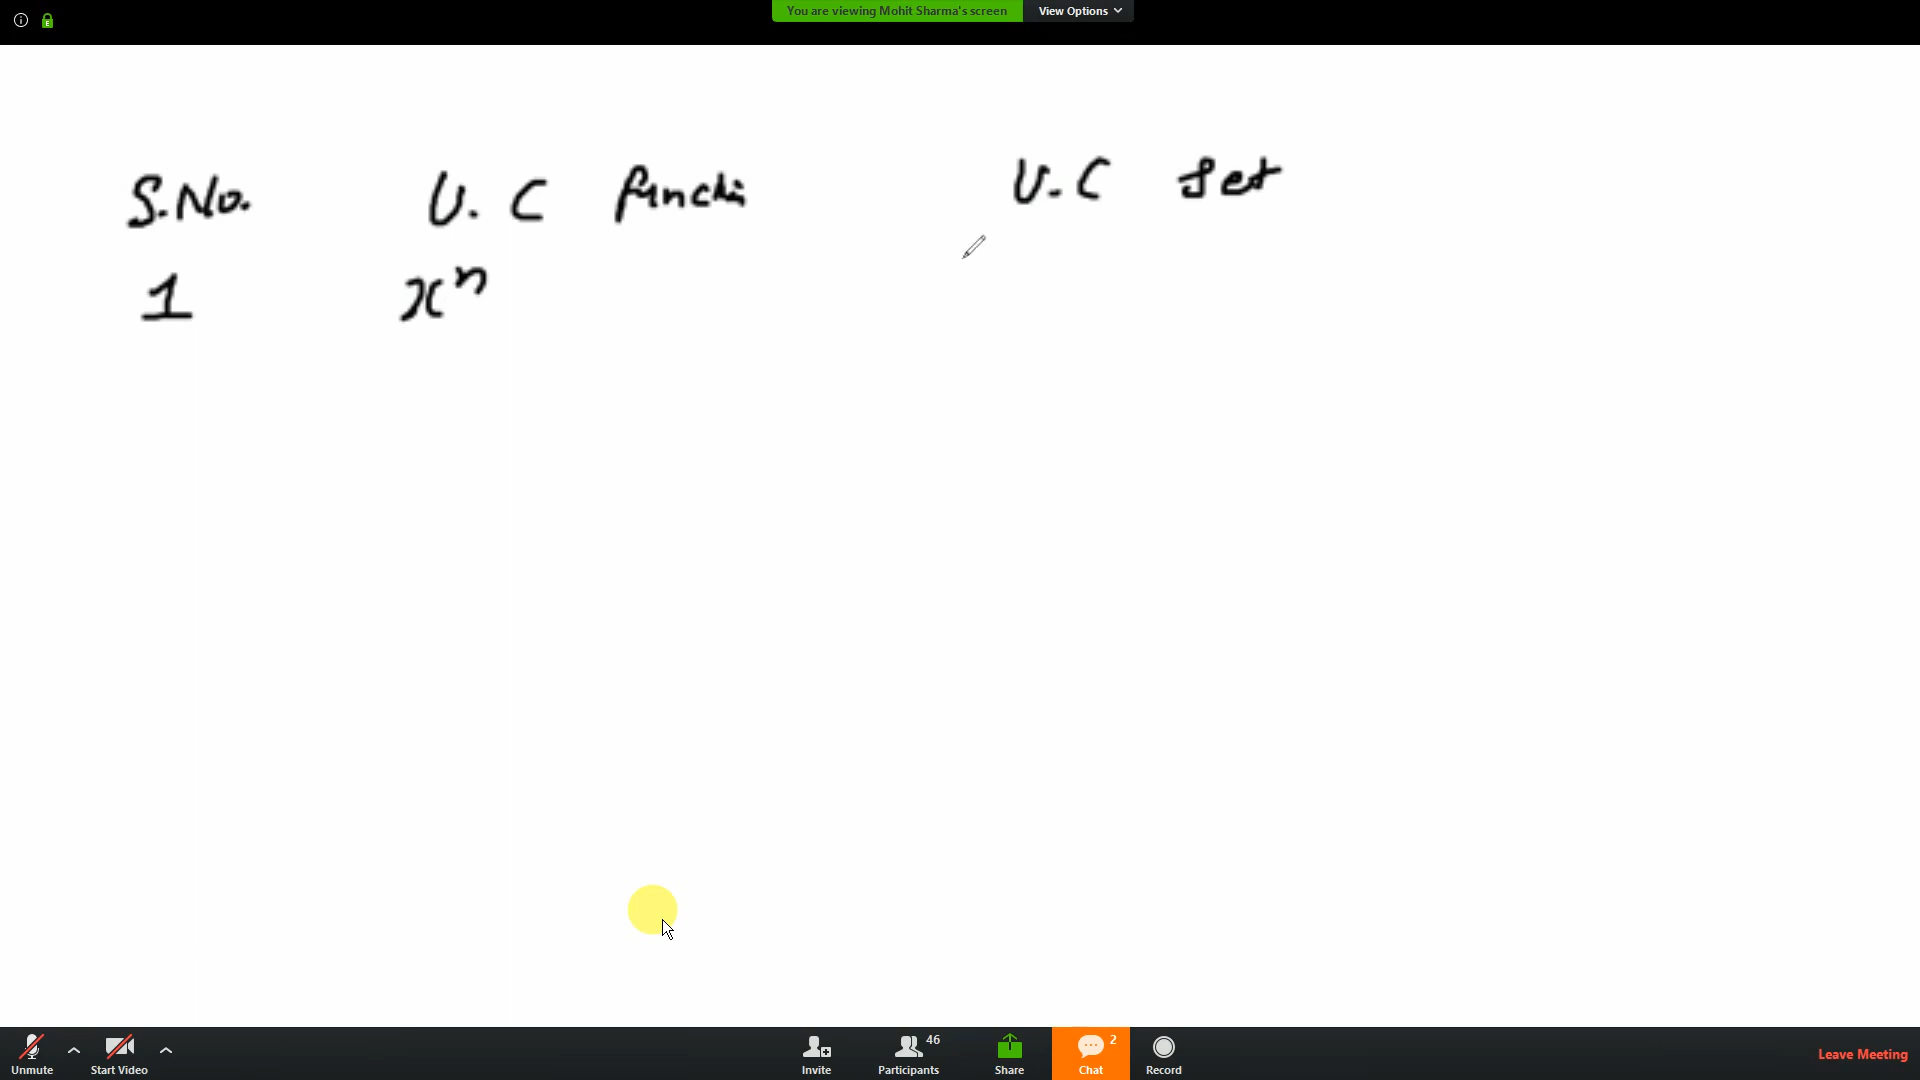 You are viewing Mohit Sharma's screen View Options
S.No. U. C functi U.C set
1 xⁿ
46 2
Unmute Start Video Invite Participants Share Chat Record Leave Meeting